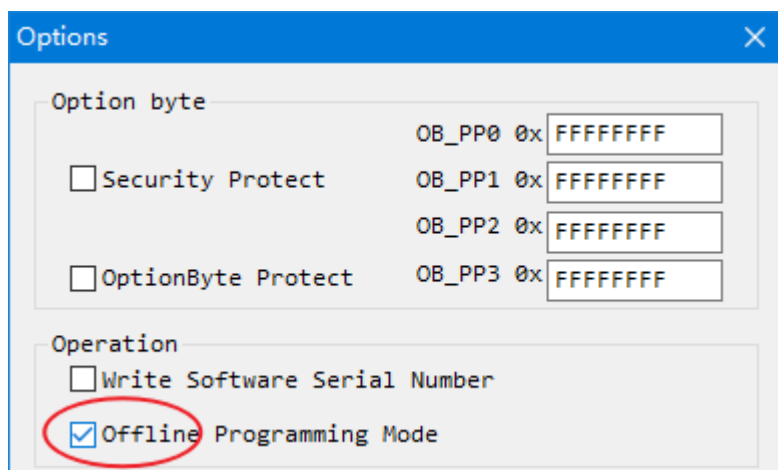 Options
Option byte
OB_PP0 0x FFFFFFFF
Security Protect OB_PP1 0x FFFFFFFF
OB_PP2 0x FFFFFFFF
OptionByte Protect OB_PP3 0x FFFFFFFF
Operation
Write Software Serial Number
Offline Programming Mode